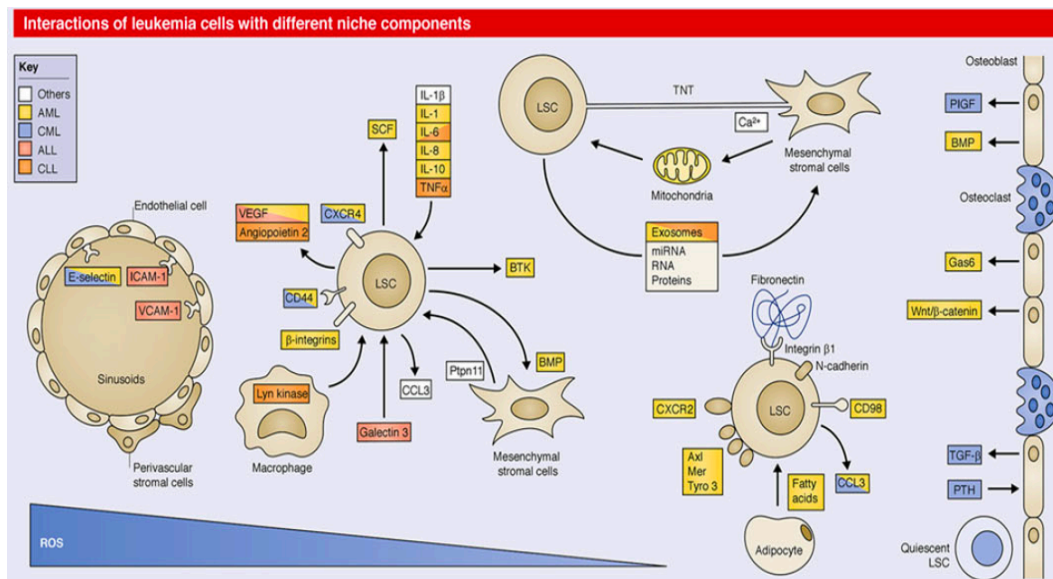 Interactions of leukemia cells with different niche components
Key
Others
AML
CML
ALL
CLL
Endothelial cell
E-selectin
ICAM-1
VCAM-1
Sinusoids
Perivascular
stromal cells
SCF
IL-1β
IL-1
IL-6
IL-8
IL-10
TNFα
VEGF
Angiopoietin 2
CXCR4
LSC
BTK
CD44
β-integrins
Lyn kinase
Macrophage
Galectin 3
CCL3
Ptpn11
BMP
Mesenchymal
stromal cells
LSC
TNT
Ca²⁺
Mitochondria
Mesenchymal
stromal cells
Exosomes
miRNA
RNA
Proteins
Fibronectin
Integrin β1
N-cadherin
CXCR2
LSC
CD98
Axl
Mer
Tyro 3
Fatty
acids
CCL3
Adipocyte
Osteoblast
PIGF
BMP
Osteoclast
Gas6
Wnt/β-catenin
TGF-β
PTH
Quiescent
LSC
ROS